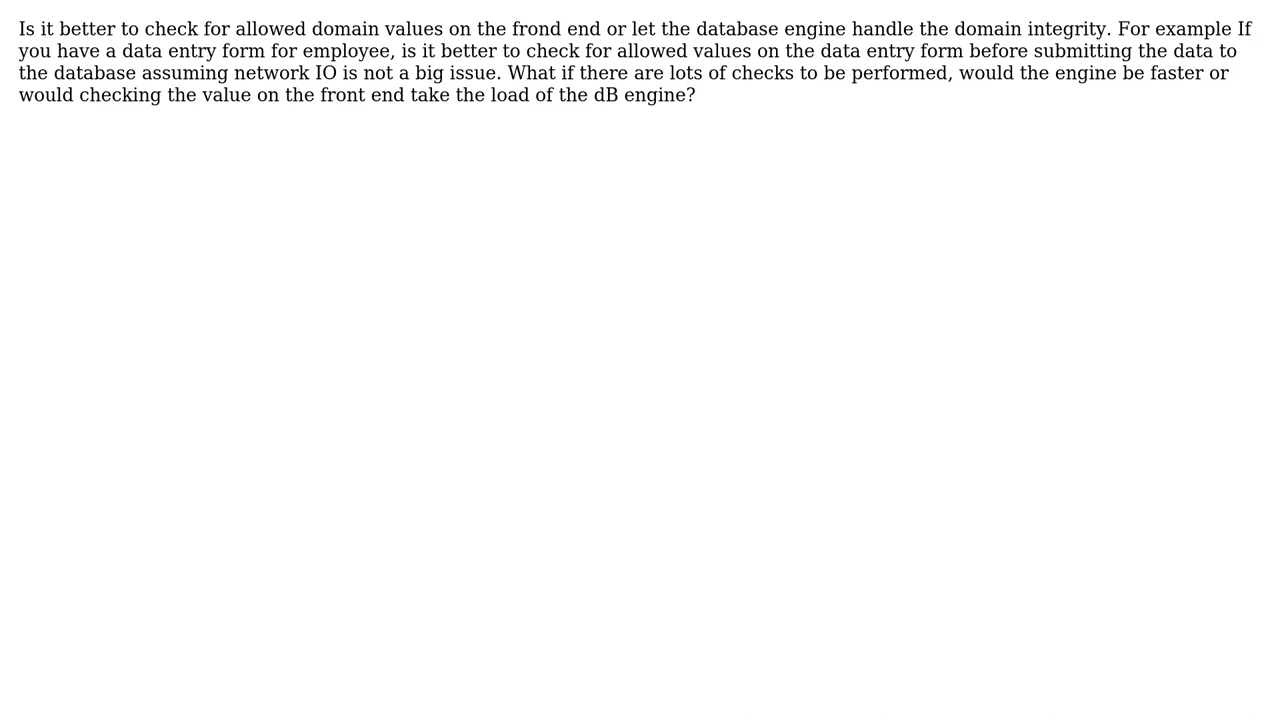 Is it better to check for allowed domain values on the frond end or let the database engine handle the domain integrity. For example If
you have a data entry form for employee, is it better to check for allowed values on the data entry form before submitting the data to
the database assuming network IO is not a big issue. What if there are lots of checks to be performed, would the engine be faster or
would checking the value on the front end take the load of the dB engine?